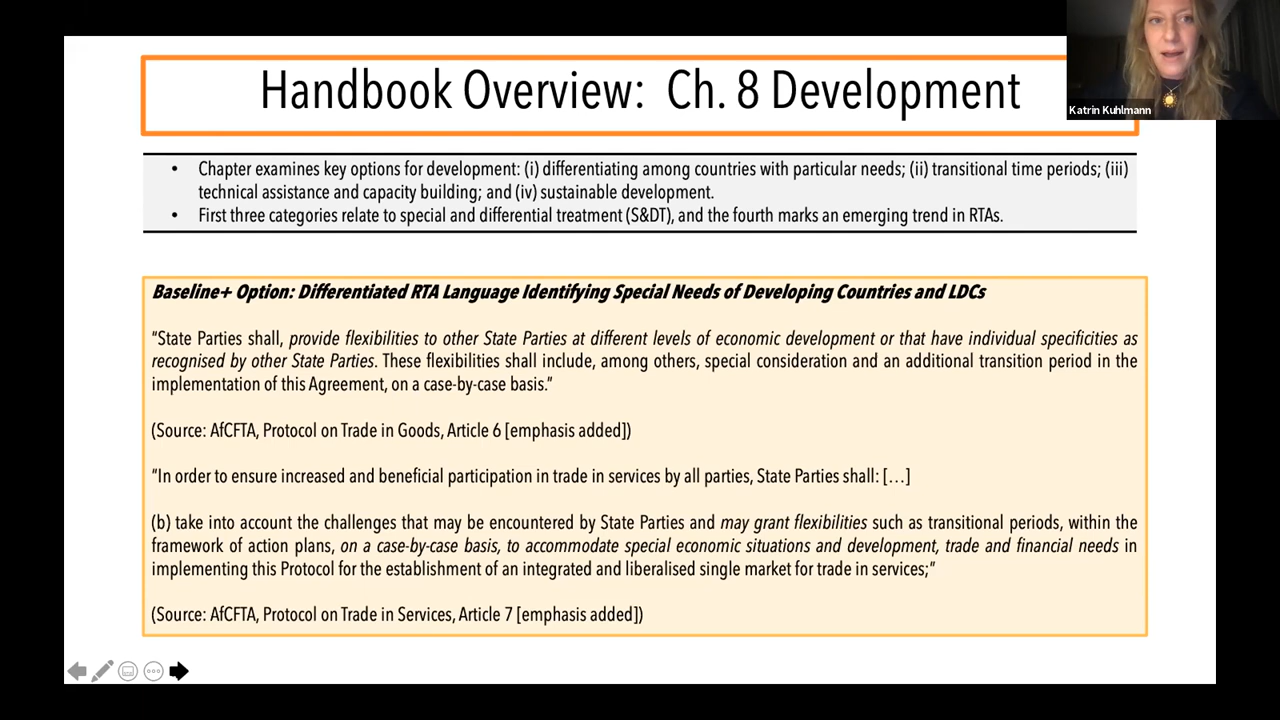 Handbook Overview: Ch. 8 Development
Katrin Kuhlmann
• Chapter examines key options for development: (i) differentiating among countries with particular needs; (ii) transitional time periods; (iii)
technical assistance and capacity building; and (iv) sustainable development.
• First three categories relate to special and differential treatment (S&DT), and the fourth marks an emerging trend in RTAs.
Baseline+ Option: Differentiated RTA Language Identifying Special Needs of Developing Countries and LDCs
“State Parties shall, provide flexibilities to other State Parties at different levels of economic development or that have individual specificities as
recognised by other State Parties. These flexibilities shall include, among others, special consideration and an additional transition period in the
implementation of this Agreement, on a case-by-case basis.”
(Source: AfCFTA, Protocol on Trade in Goods, Article 6 [emphasis added])
“In order to ensure increased and beneficial participation in trade in services by all parties, State Parties shall: […]
(b) take into account the challenges that may be encountered by State Parties and may grant flexibilities such as transitional periods, within the
framework of action plans, on a case-by-case basis, to accommodate special economic situations and development, trade and financial needs in
implementing this Protocol for the establishment of an integrated and liberalised single market for trade in services;”
(Source: AfCFTA, Protocol on Trade in Services, Article 7 [emphasis added])